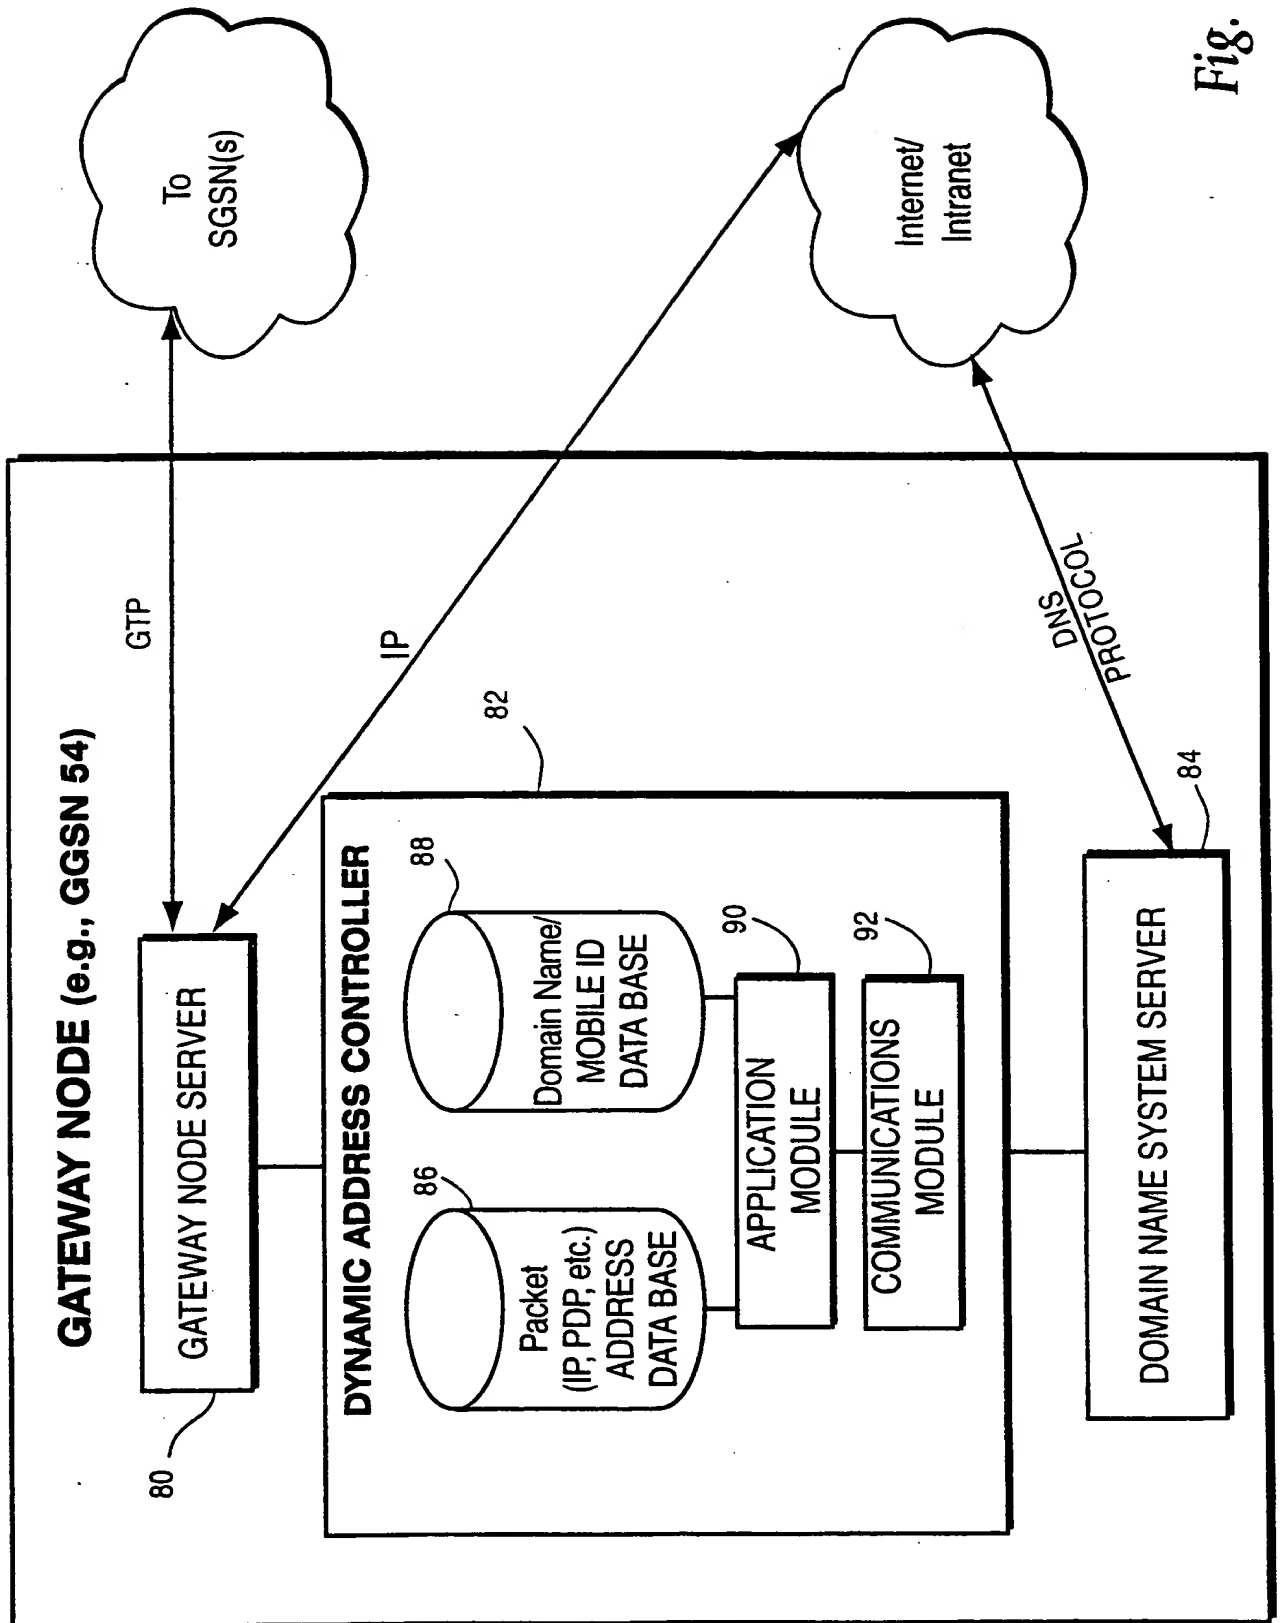 GATEWAY NODE (e.g., GGSN 54)
80
GATEWAY NODE SERVER
GTP
To
SGSN(s)
IP
82
DYNAMIC ADDRESS CONTROLLER
86
Packet
(IP, PDP, etc.)
ADDRESS
DATA BASE
88
Domain Name/
MOBILE ID
DATA BASE
90
APPLICATION
MODULE
92
COMMUNICATIONS
MODULE
Internet/
Intranet
DNS
PROTOCOL
84
DOMAIN NAME SYSTEM SERVER
Fig.